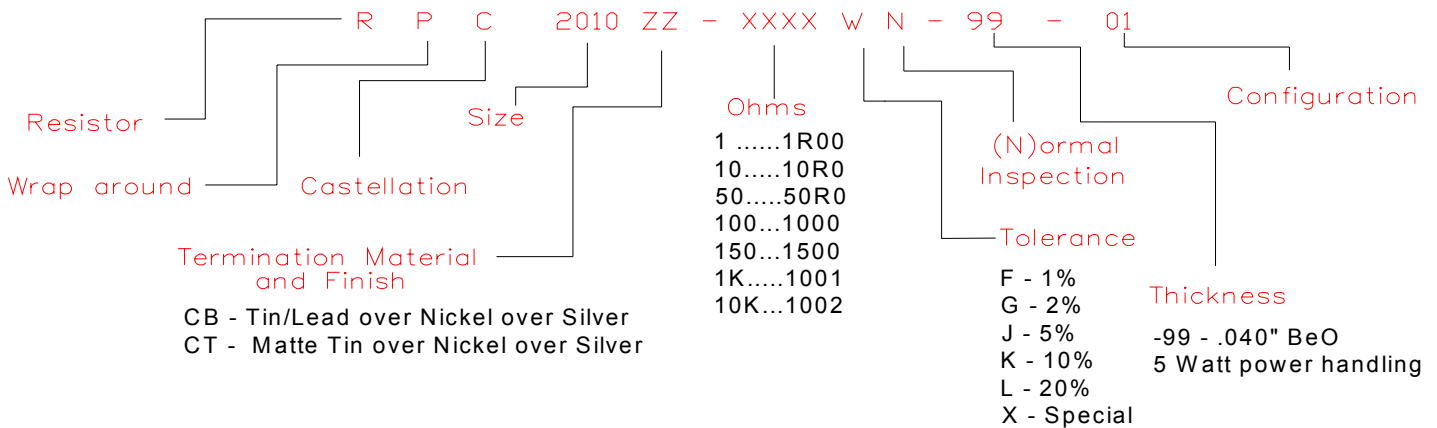 R P C 2010 ZZ - XXXX W N - 99 - 01
Resistor
Wrap around
Castellation
Size
Termination Material
and Finish
CB - Tin/Lead over Nickel over Silver
CT - Matte Tin over Nickel over Silver
Ohms
1 ......1R00
10.....10R0
50.....50R0
100...1000
150...1500
1K.....1001
10K...1002
(N)ormal
Inspection
Tolerance
F - 1%
G - 2%
J - 5%
K - 10%
L - 20%
X - Special
Configuration
Thickness
-99 - .040" BeO
5 Watt power handling